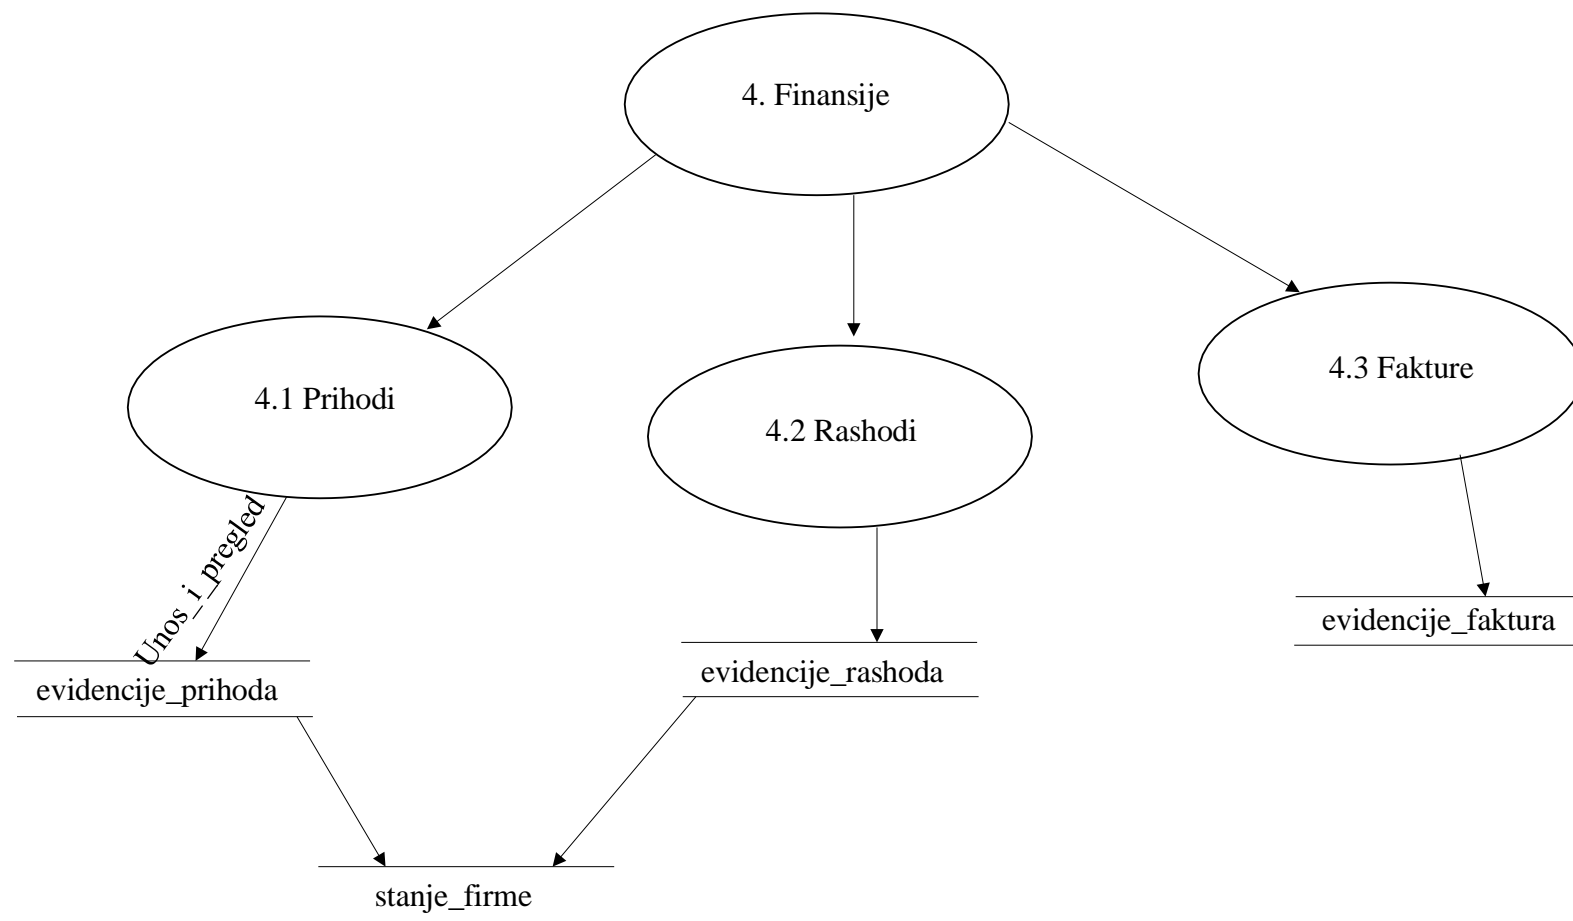 4. Finansije
4.1 Prihodi
4.2 Rashodi
4.3 Fakture
Unos_i_pregled
evidencije_prihoda
evidencije_rashoda
evidencije_faktura
stanje_firme